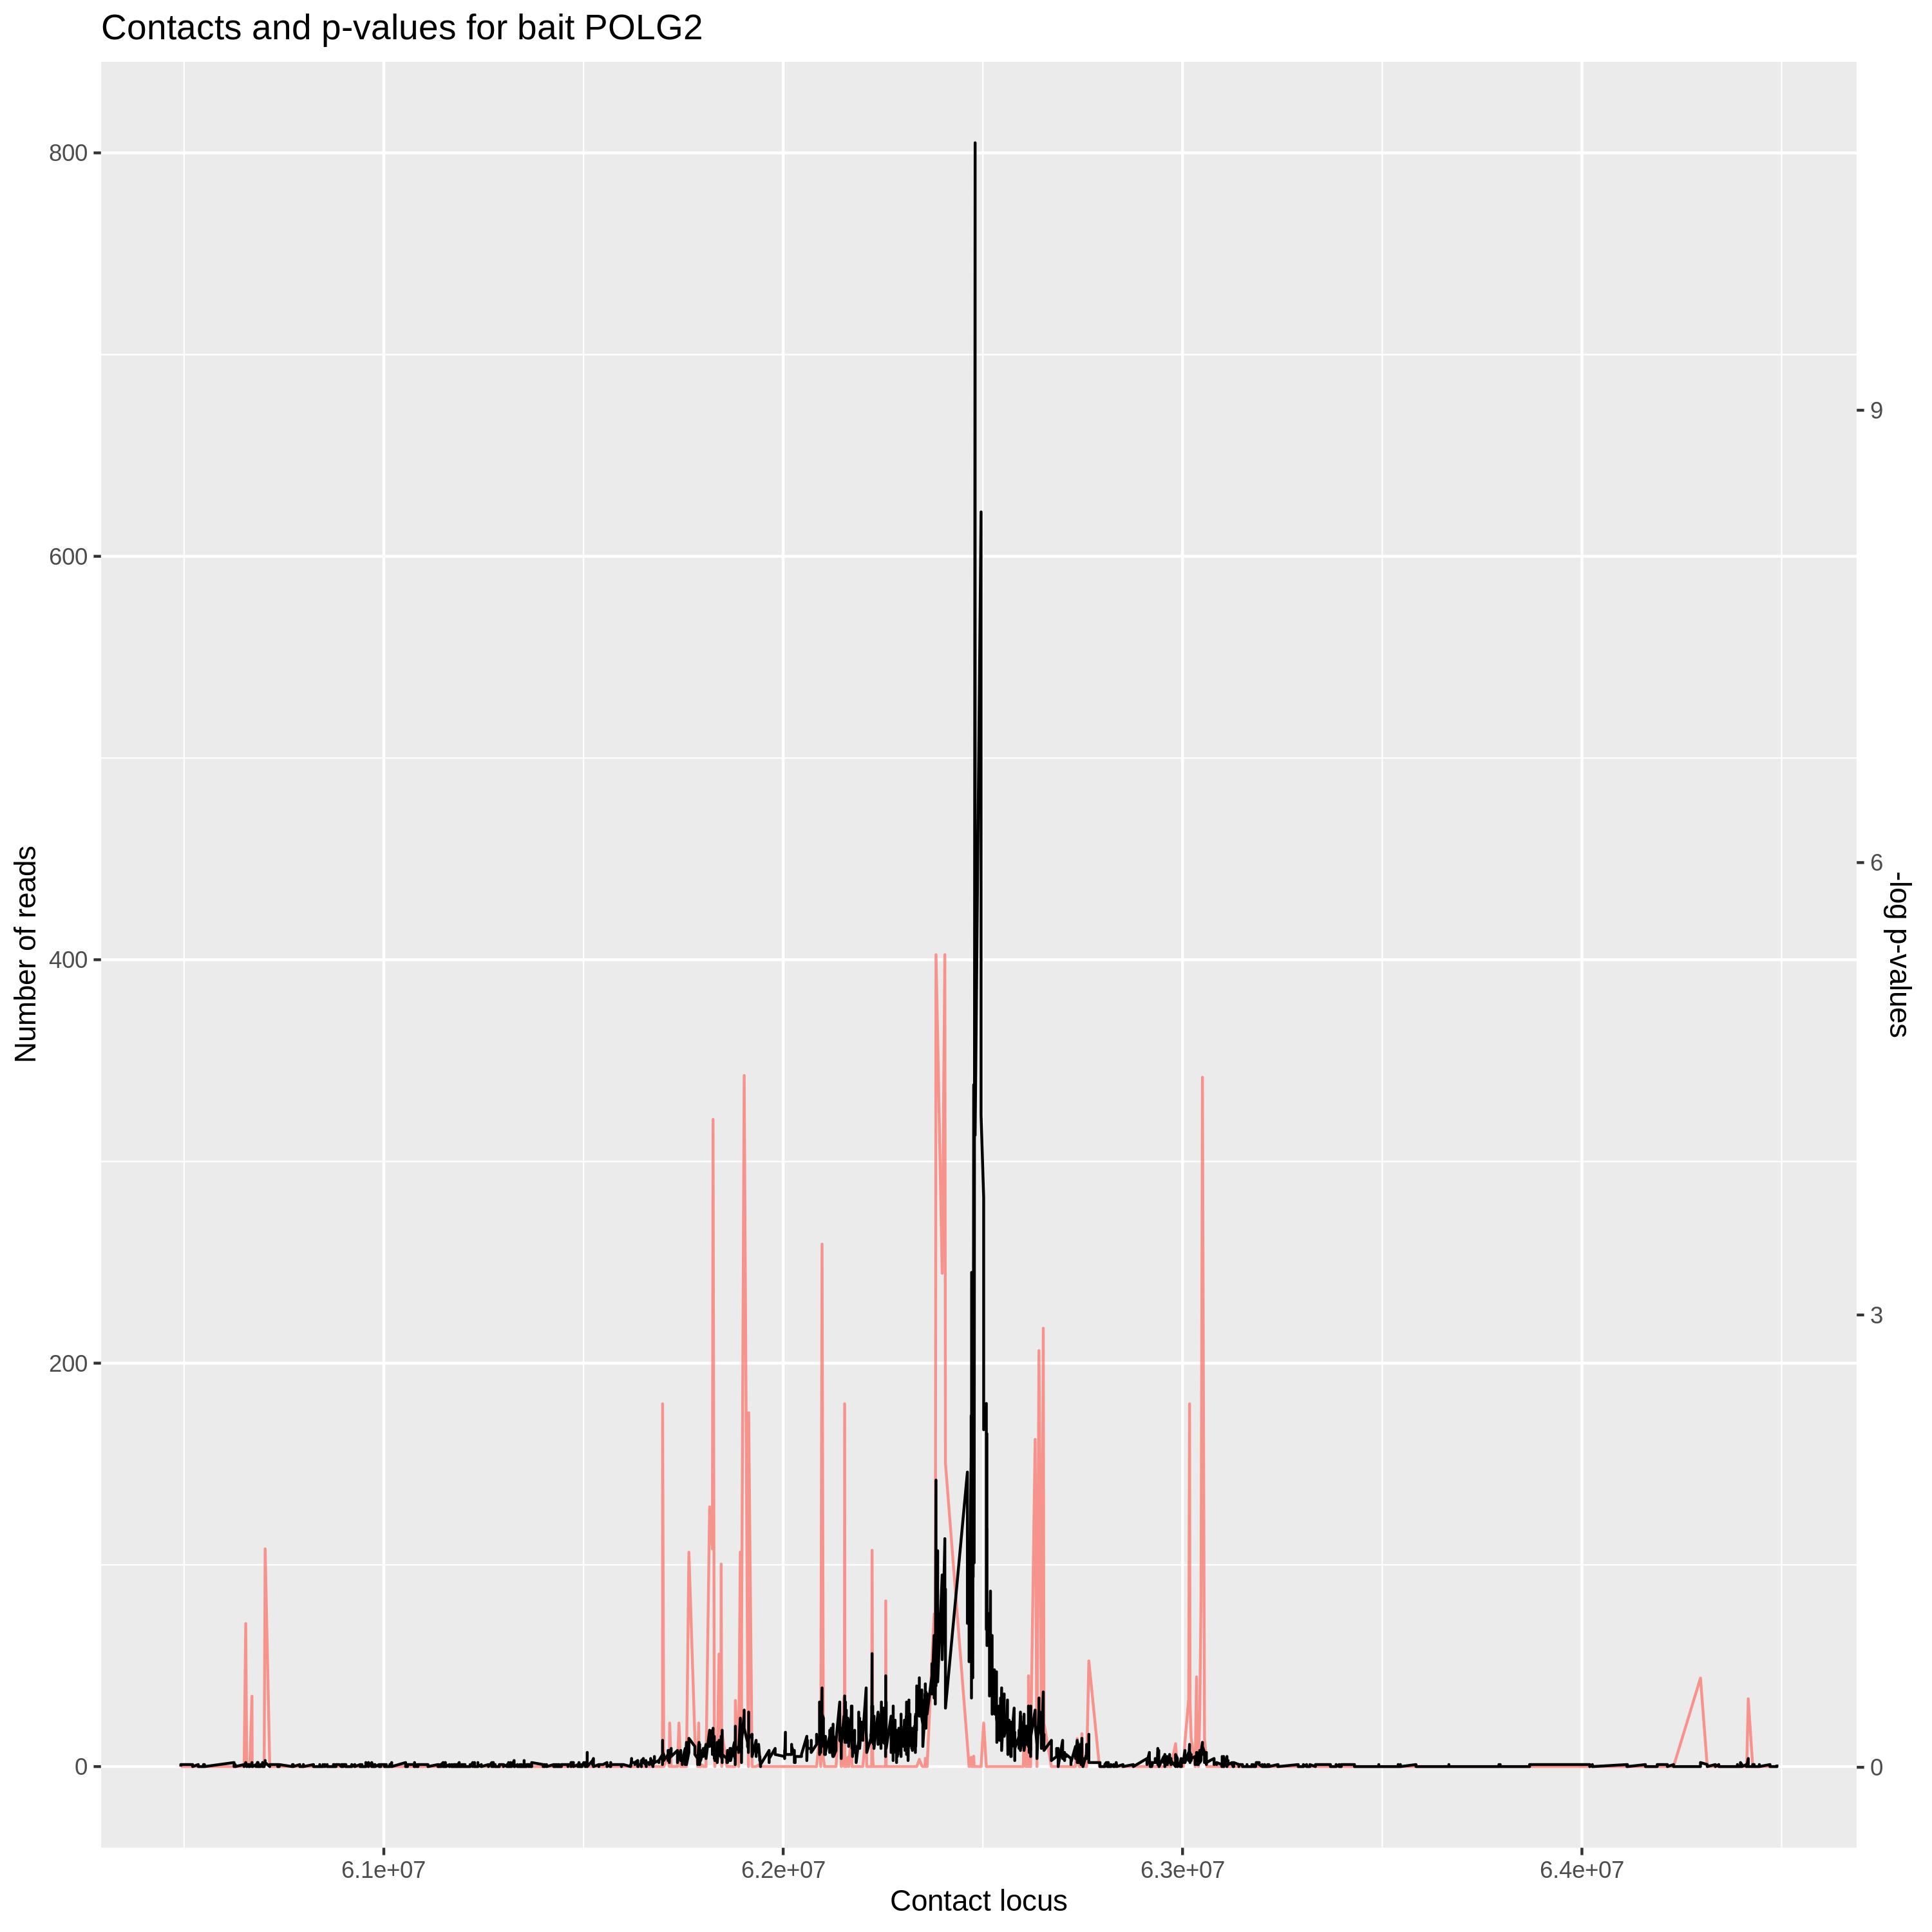 Contacts and p-values for bait POLG2
800
600
400
200
0
Number of reads
9
6
3
0
-log p-values
6.1e+07
6.2e+07
6.3e+07
6.4e+07
Contact locus